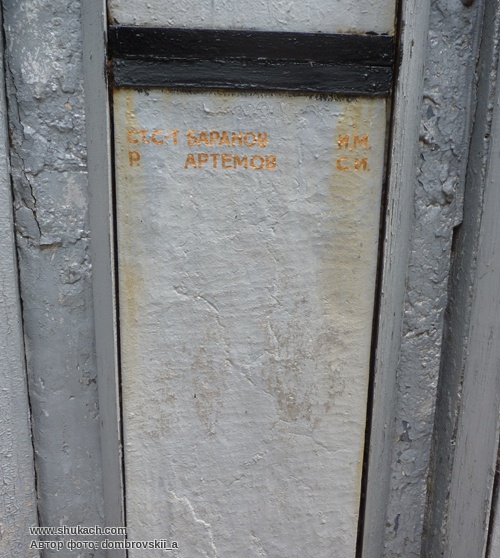 СТ.С-Т БАРАНОВ И.М.
Р АРТЕМОВ С.И.
www.shukach.com
Автор фото: dombrovskii_a